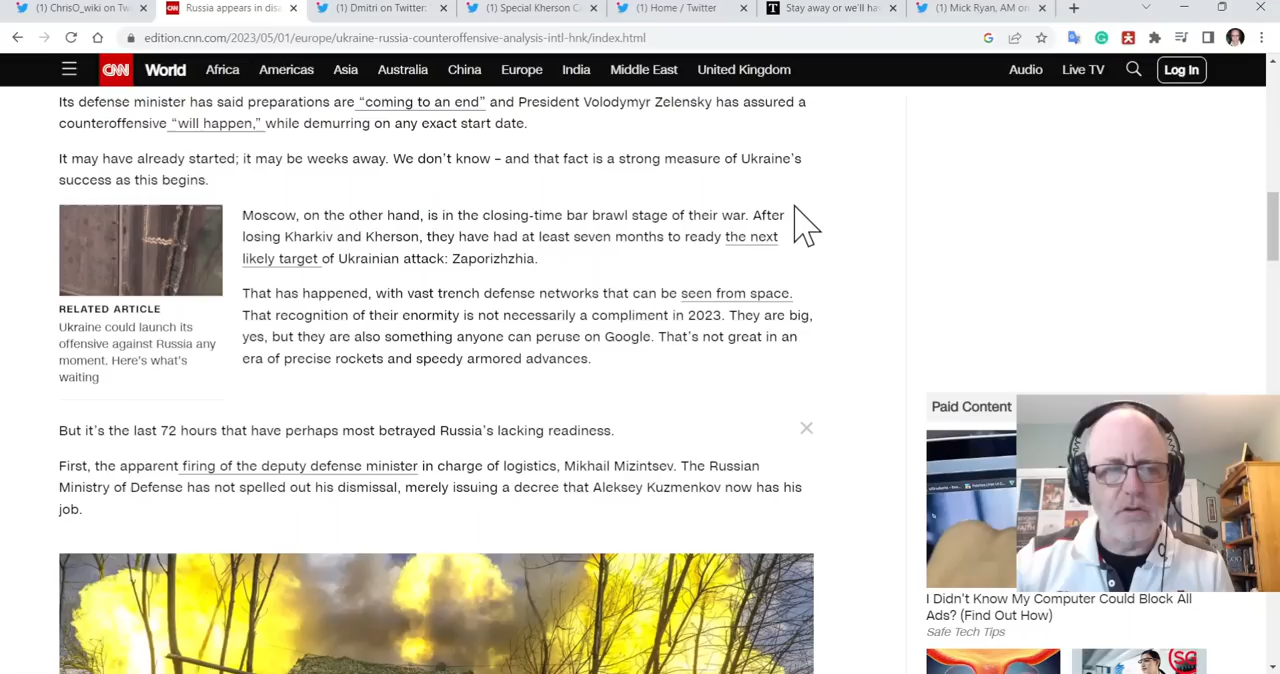 (1) ChrisO_wiki on Tw
Russia appears in disa
(1) Dmitri on Twitter:
(1) Special Kherson C
(1) Home / Twitter
Stay away or we'll ha
(1) Mick Ryan, AM on
edition.cnn.com/2023/05/01/europe/ukraine-russia-counteroffensive-analysis-intl-hnk/index.html
CNN World Africa Americas Asia Australia China Europe India Middle East United Kingdom Audio Live TV Log In
Its defense minister has said preparations are “coming to an end” and President Volodymyr Zelensky has assured a
counteroffensive “will happen,” while demurring on any exact start date.
It may have already started; it may be weeks away. We don’t know – and that fact is a strong measure of Ukraine’s
success as this begins.
Moscow, on the other hand, is in the closing-time bar brawl stage of their war. After
losing Kharkiv and Kherson, they have had at least seven months to ready the next
likely target of Ukrainian attack: Zaporizhzhia.
That has happened, with vast trench defense networks that can be seen from space.
That recognition of their enormity is not necessarily a compliment in 2023. They are big,
yes, but they are also something anyone can peruse on Google. That’s not great in an
era of precise rockets and speedy armored advances.
RELATED ARTICLE
Ukraine could launch its
offensive against Russia any
moment. Here’s what’s
waiting
But it’s the last 72 hours that have perhaps most betrayed Russia’s lacking readiness.
First, the apparent firing of the deputy defense minister in charge of logistics, Mikhail Mizintsev. The Russian
Ministry of Defense has not spelled out his dismissal, merely issuing a decree that Aleksey Kuzmenkov now has his
job.
Paid Content
I Didn't Know My Computer Could Block All
Ads? (Find Out How)
Safe Tech Tips
SG